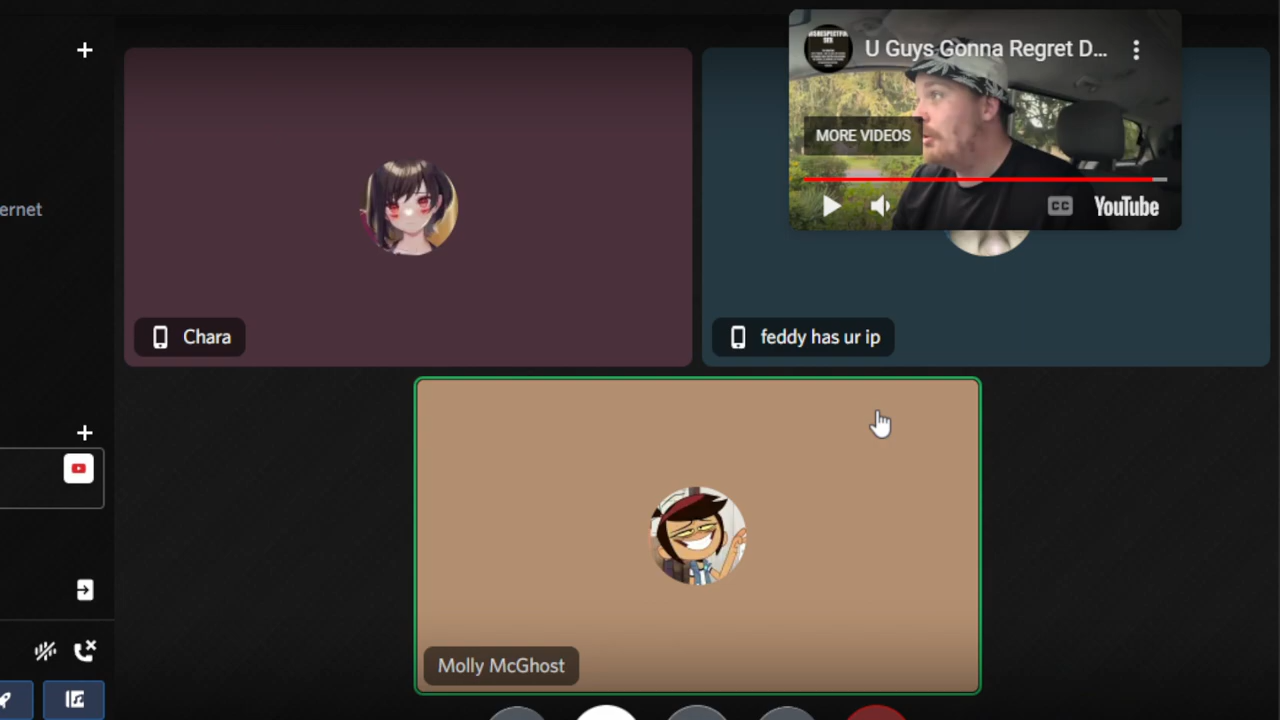 U Guys Gonna Regret D...
MORE VIDEOS
CC
YouTube
ernet
Chara
feddy has ur ip
Molly McGhost